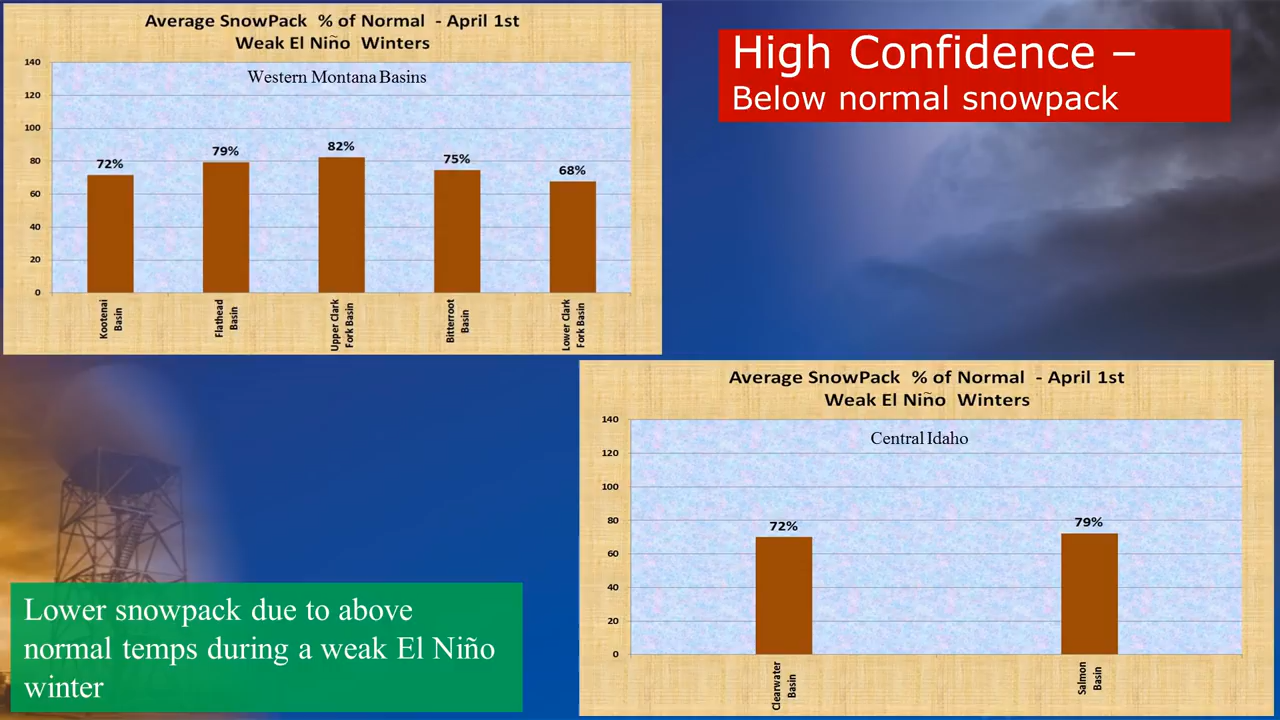 Average SnowPack % of Normal - April 1st
Weak El Niño Winters
Western Montana Basins
140
120
100
80
60
40
20
0
72%
79%
82%
75%
68%
Kootenai
Basin
Flathead
Basin
Upper Clark
Fork Basin
Bitterroot
Basin
Lower Clark
Fork Basin
High Confidence –
Below normal snowpack
Average SnowPack % of Normal - April 1st
Weak El Niño Winters
Central Idaho
140
120
100
80
60
40
20
0
72%
79%
Clearwater
Basin
Salmon
Basin
Lower snowpack due to above
normal temps during a weak El Niño
winter